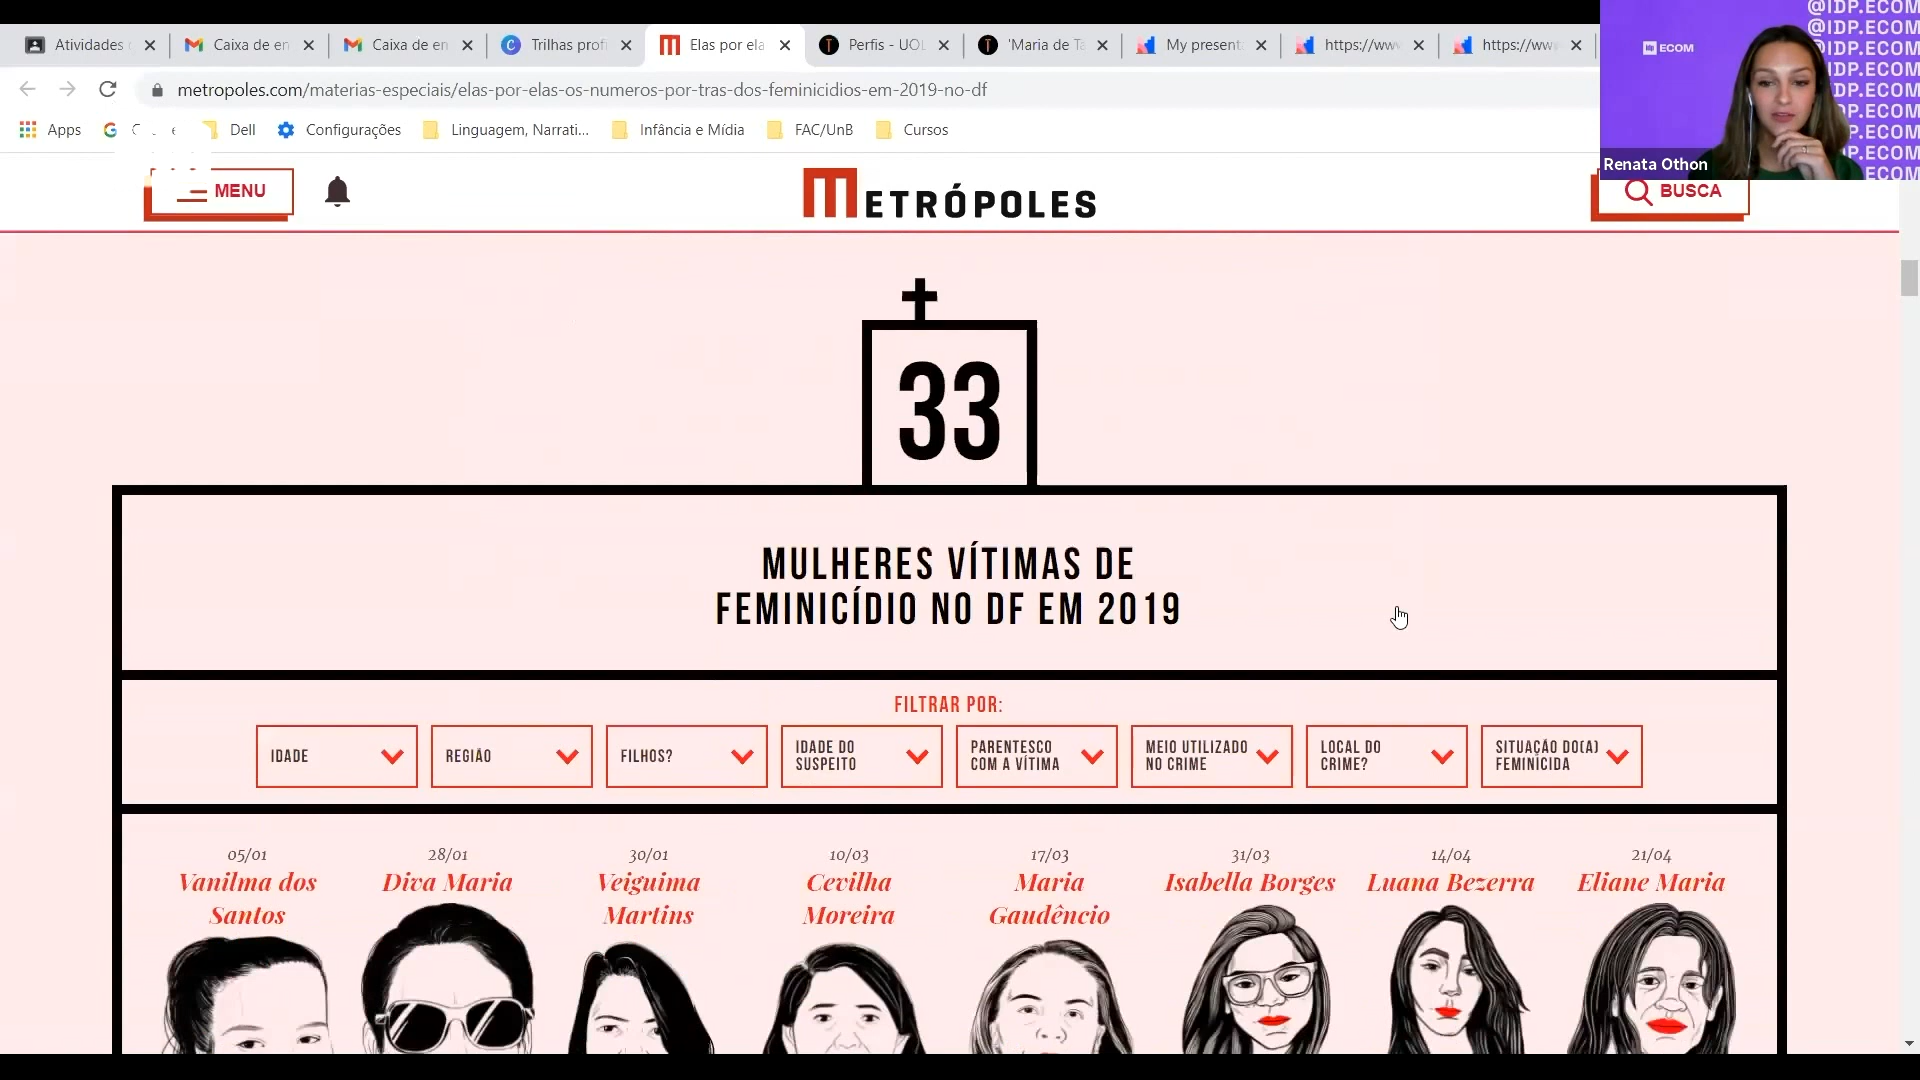 Atividades
Caixa de en
Caixa de en
Trilhas profi
Elas por ela
Perfis - UOL
'Maria de Ta
My present
https://www
https://www
metropoles.com/materias-especiais/elas-por-elas-os-numeros-por-tras-dos-feminicidios-em-2019-no-df
Apps
Dell
Configurações
Linguagem, Narrati...
Infância e Mídia
FAC/UnB
Cursos
@IDP.ECOM
@IDP.ECOM
ECOM
Renata Othon
MENU
METRÓPOLES
BUSCA
33
MULHERES VÍTIMAS DE
FEMINICÍDIO NO DF EM 2019
FILTRAR POR:
IDADE
REGIÃO
FILHOS?
IDADE DO
SUSPEITO
PARENTESCO
COM A VÍTIMA
MEIO UTILIZADO
NO CRIME
LOCAL DO
CRIME?
SITUAÇÃO DO(A)
FEMINICIDA
05/01
Vanilma dos
Santos
28/01
Diva Maria
30/01
Veiguima
Martins
10/03
Cevilha
Moreira
17/03
Maria
Gaudêncio
31/03
Isabella Borges
14/04
Luana Bezerra
21/04
Eliane Maria